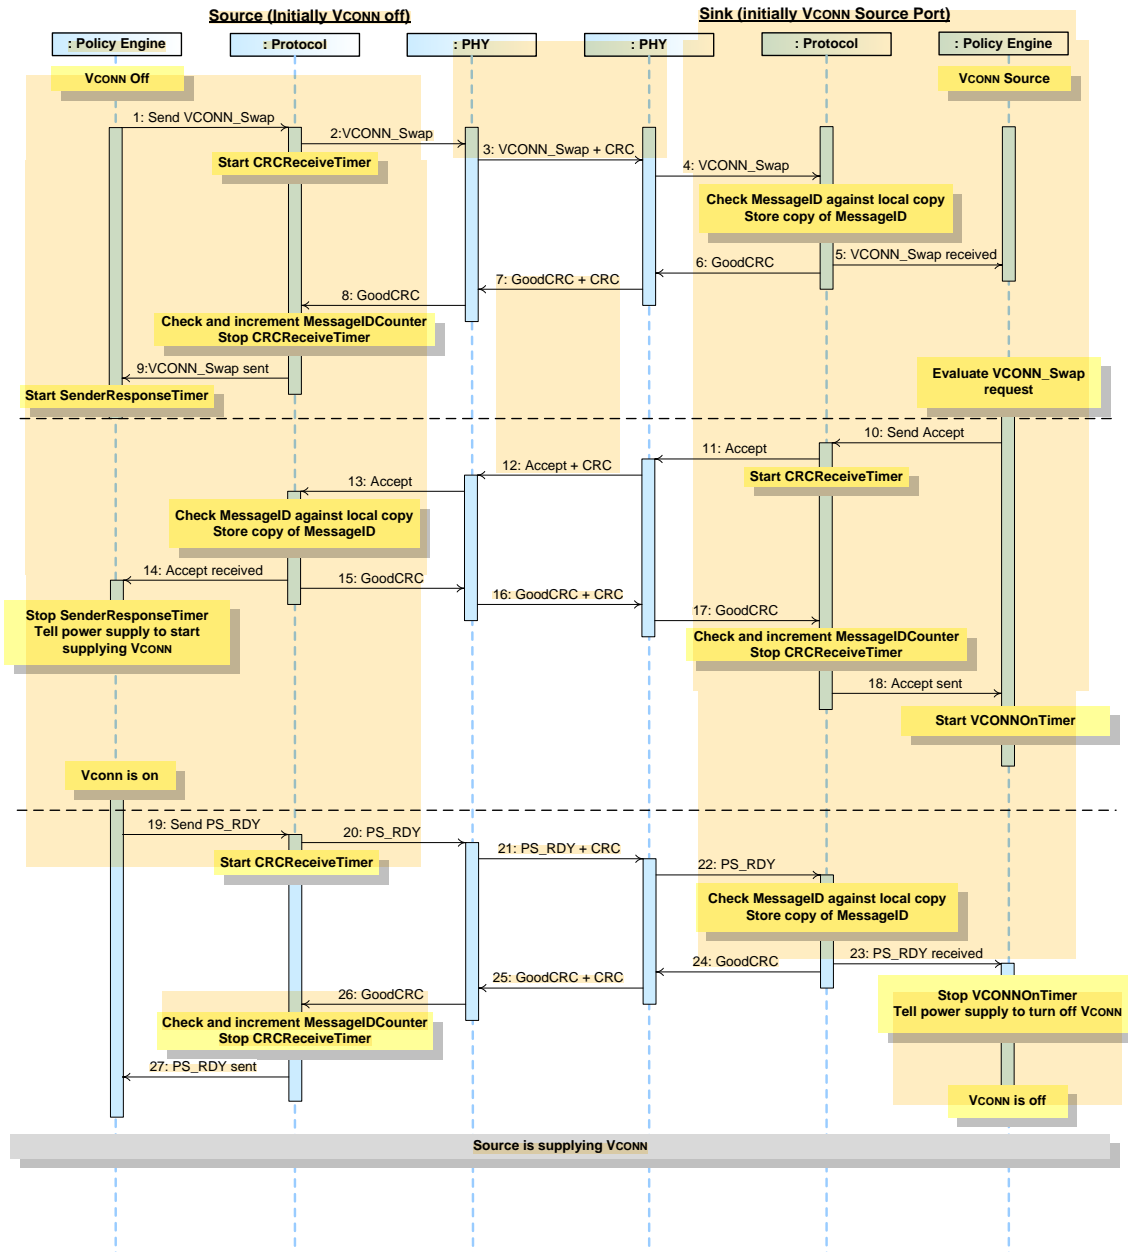 Source (Initially VCONN off)
Sink (initially VCONN Source Port)
: Policy Engine
: Protocol
: PHY
: PHY
: Protocol
: Policy Engine
VCONN Off
VCONN Source
1: Send VCONN_Swap
2:VCONN_Swap
Start CRCReceiveTimer
3: VCONN_Swap + CRC
4: VCONN_Swap
Check MessageID against local copy
Store copy of MessageID
5: VCONN_Swap received
6: GoodCRC
7: GoodCRC + CRC
8: GoodCRC
Check and increment MessageIDCounter
Stop CRCReceiveTimer
9:VCONN_Swap sent
Start SenderResponseTimer
Evaluate VCONN_Swap
request
10: Send Accept
11: Accept
Start CRCReceiveTimer
12: Accept + CRC
13: Accept
Check MessageID against local copy
Store copy of MessageID
14: Accept received
15: GoodCRC
16: GoodCRC + CRC
17: GoodCRC
Stop SenderResponseTimer
Tell power supply to start
supplying VCONN
Check and increment MessageIDCounter
Stop CRCReceiveTimer
18: Accept sent
Start VCONNOnTimer
Vconn is on
19: Send PS_RDY
20: PS_RDY
Start CRCReceiveTimer
21: PS_RDY + CRC
22: PS_RDY
Check MessageID against local copy
Store copy of MessageID
23: PS_RDY received
24: GoodCRC
25: GoodCRC + CRC
26: GoodCRC
Stop VCONNOnTimer
Tell power supply to turn off VCONN
Check and increment MessageIDCounter
Stop CRCReceiveTimer
27: PS_RDY sent
VCONN is off
Source is supplying VCONN